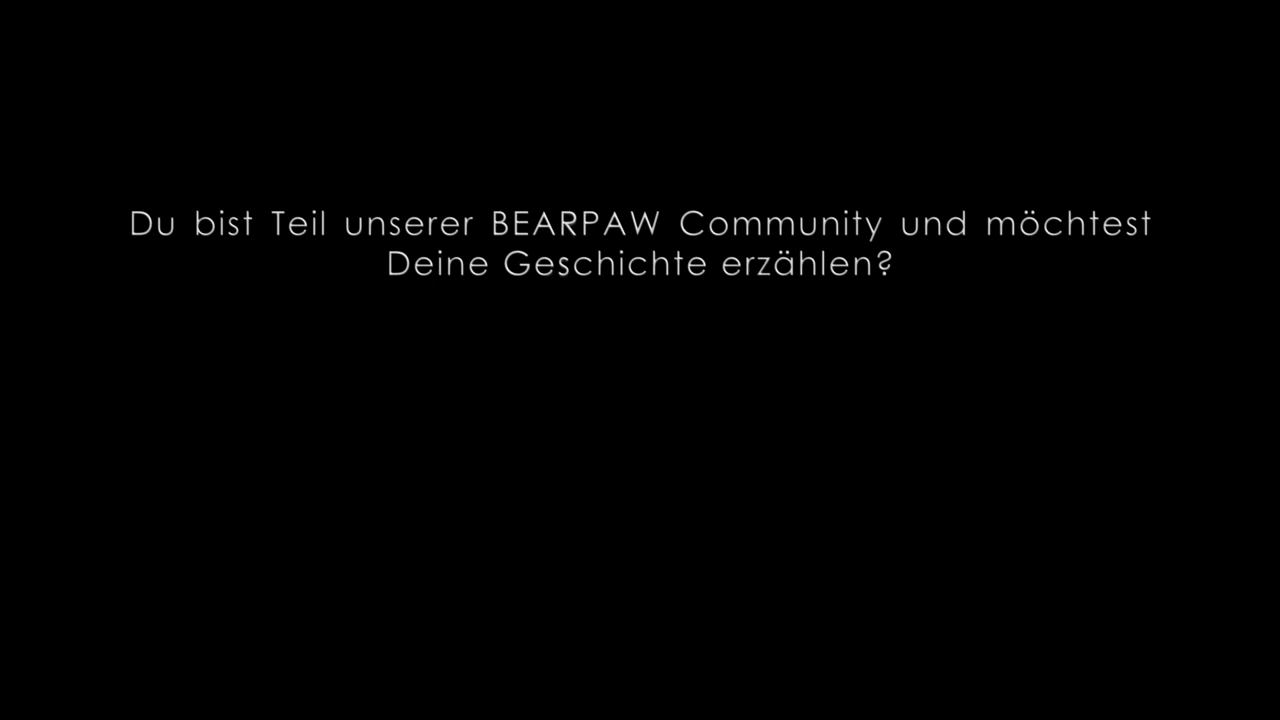 Du bist Teil unserer BEARPAW Community und möchtest
Deine Geschichte erzählen?